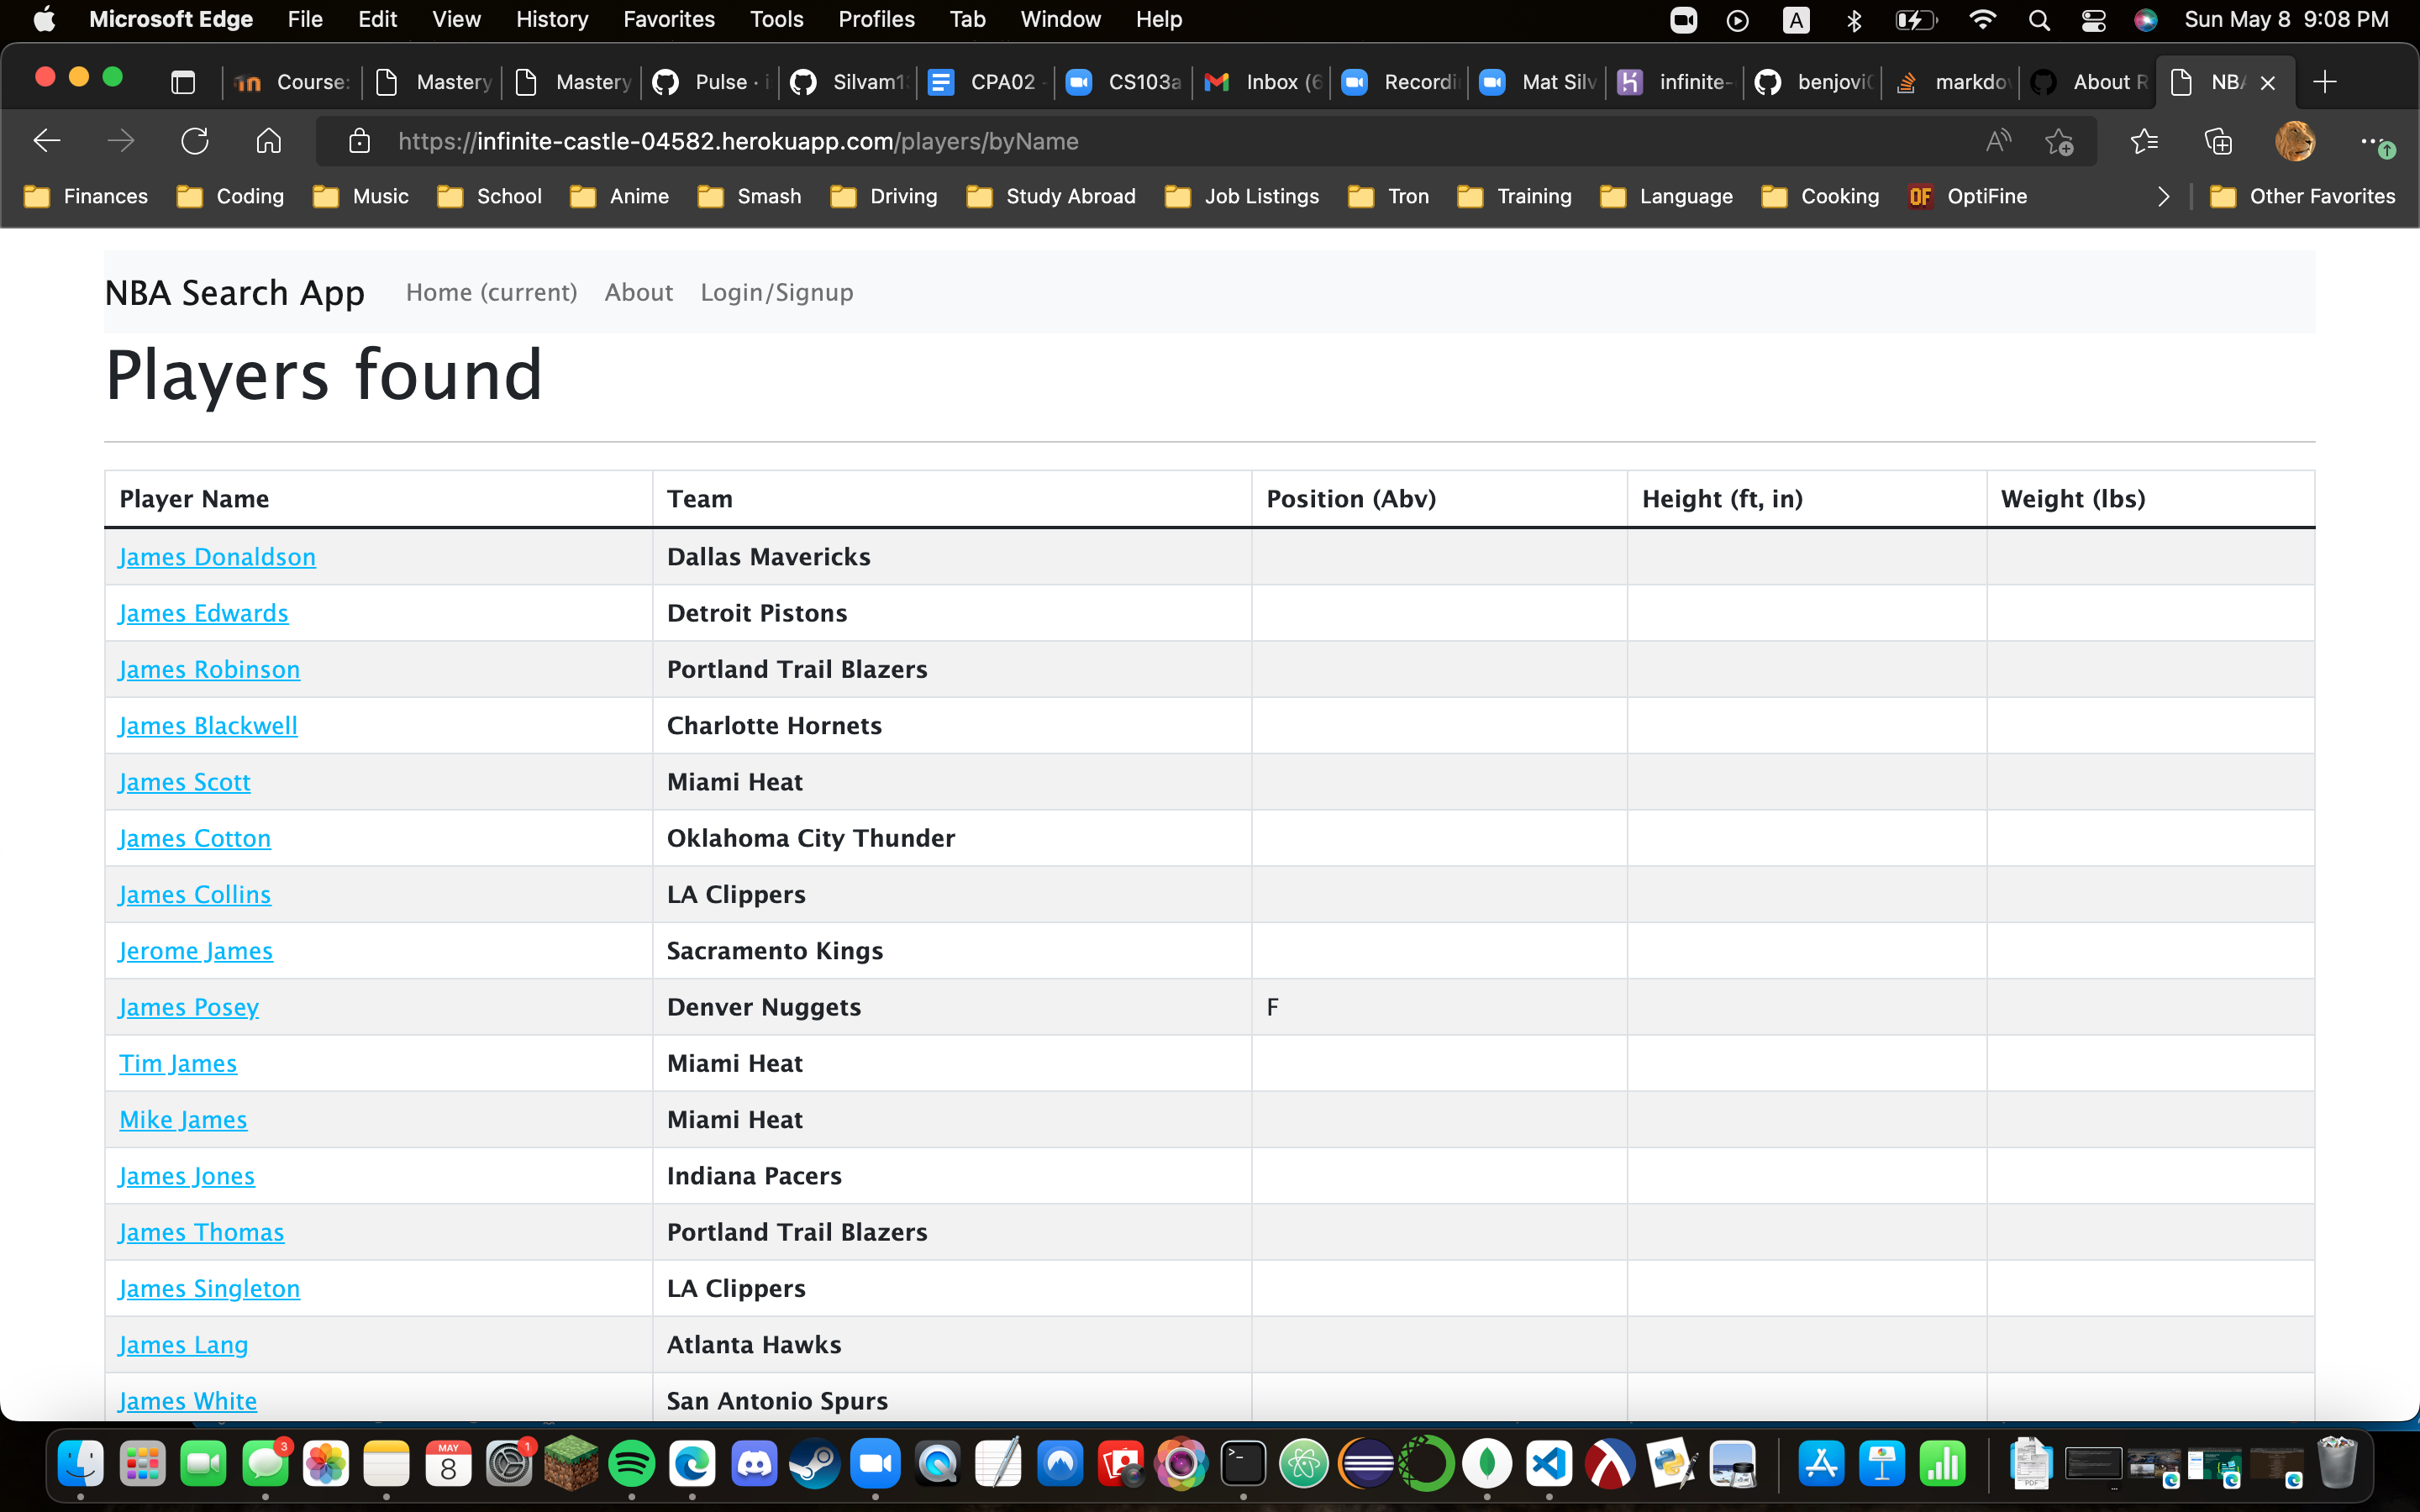 Microsoft Edge File Edit View History Favorites Tools Profiles Tab Window Help A Sun May 8 9:08 PM
Course: Mastery Mastery Pulse · i Silvam1 CPA02 - CS103a Inbox (6 Recordi Mat Silv infinite- benjovi markdo About R NBA
https://infinite-castle-04582.herokuapp.com/players/byName
Finances Coding Music School Anime Smash Driving Study Abroad Job Listings Tron Training Language Cooking OF OptiFine Other Favorites
NBA Search App Home (current) About Login/Signup
Players found
Player Name Team Position (Abv) Height (ft, in) Weight (lbs)
James Donaldson Dallas Mavericks
James Edwards Detroit Pistons
James Robinson Portland Trail Blazers
James Blackwell Charlotte Hornets
James Scott Miami Heat
James Cotton Oklahoma City Thunder
James Collins LA Clippers
Jerome James Sacramento Kings
James Posey Denver Nuggets F
Tim James Miami Heat
Mike James Miami Heat
James Jones Indiana Pacers
James Thomas Portland Trail Blazers
James Singleton LA Clippers
James Lang Atlanta Hawks
James White San Antonio Spurs
3 MAY 8 1 PDF